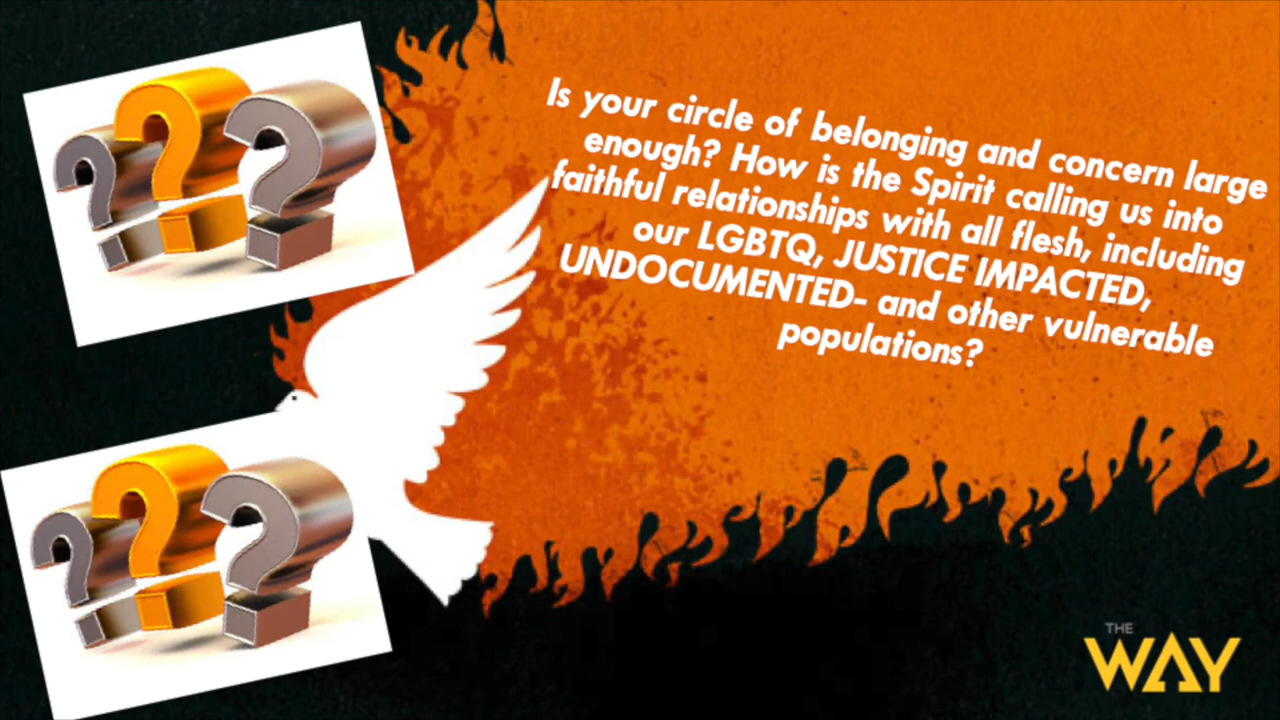 Is your circle of belonging and concern large
enough? How is the Spirit calling us into
faithful relationships with all flesh, including
our LGBTQ, JUSTICE IMPACTED,
UNDOCUMENTED- and other vulnerable
populations?
???
???
THE
WAY